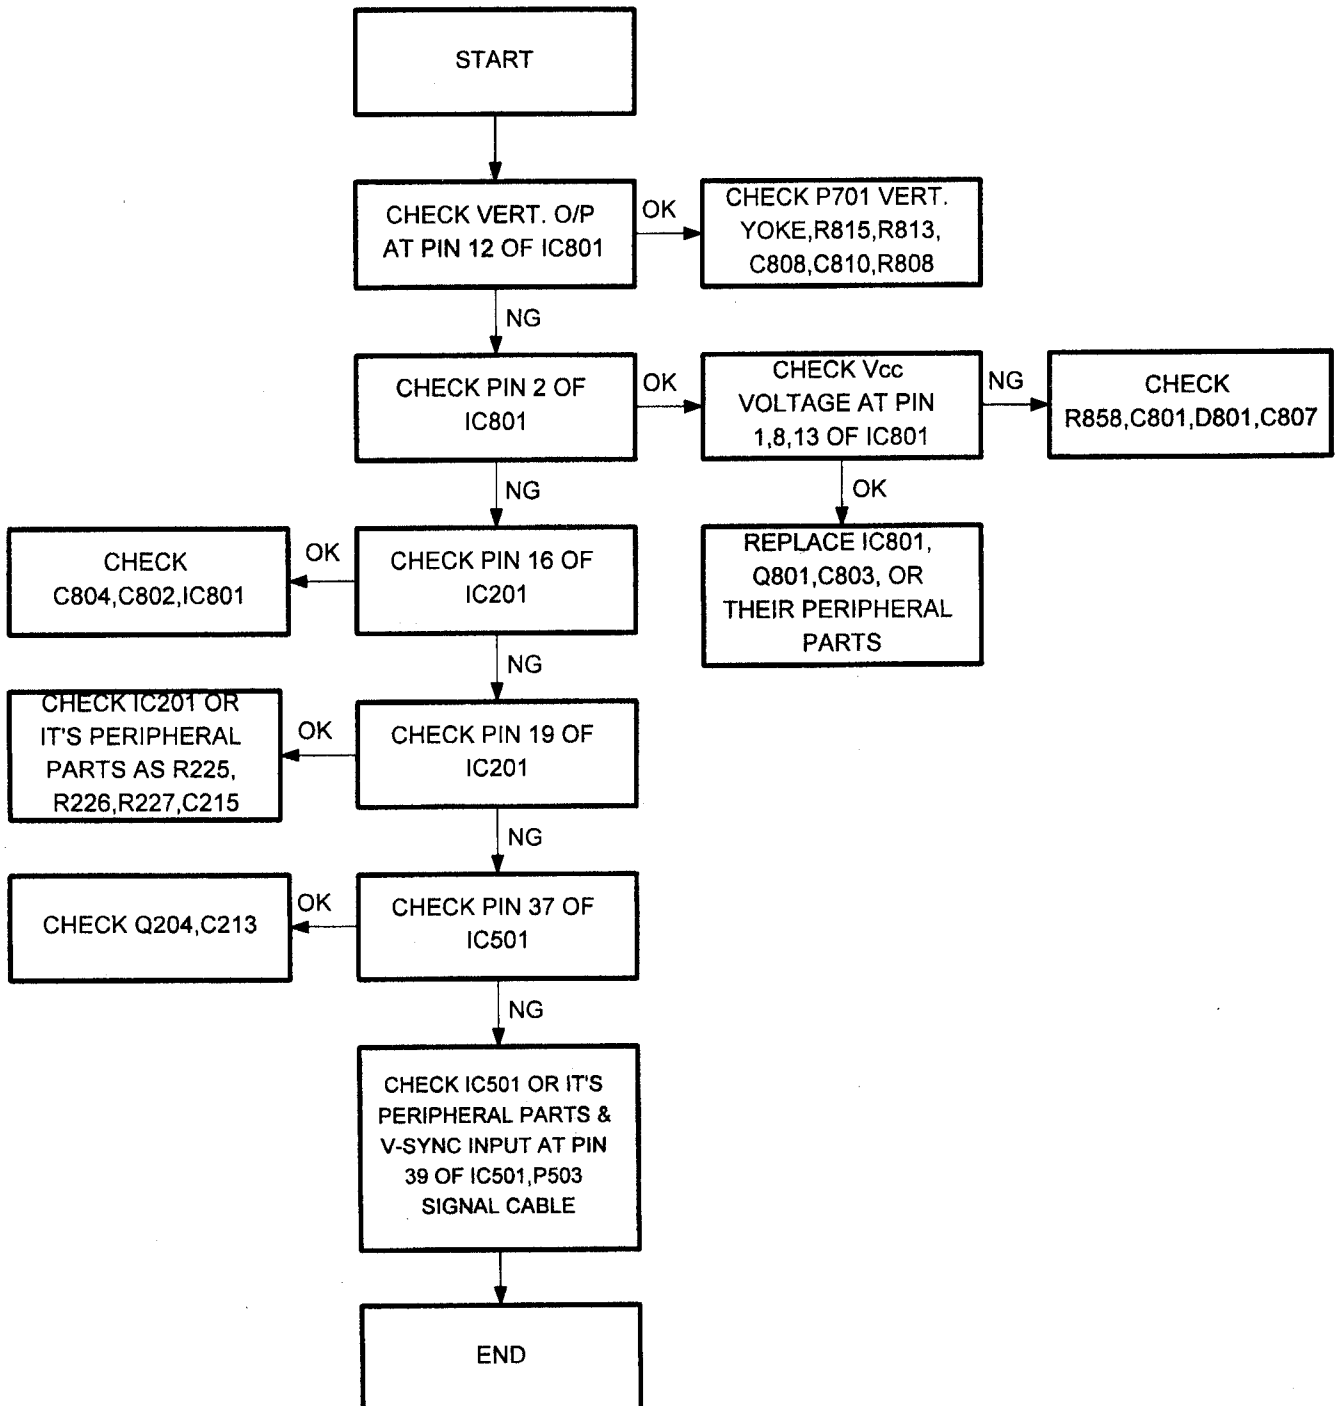 START
CHECK VERT. O/P
AT PIN 12 OF IC801
OK
CHECK P701 VERT.
YOKE,R815,R813,
C808,C810,R808
NG
CHECK PIN 2 OF
IC801
OK
CHECK Vcc
VOLTAGE AT PIN
1,8,13 OF IC801
NG
CHECK
R858,C801,D801,C807
NG
OK
CHECK
C804,C802,IC801
OK
CHECK PIN 16 OF
IC201
REPLACE IC801,
Q801,C803, OR
THEIR PERIPHERAL
PARTS
NG
CHECK IC201 OR
IT'S PERIPHERAL
PARTS AS R225,
R226,R227,C215
OK
CHECK PIN 19 OF
IC201
NG
CHECK Q204,C213
OK
CHECK PIN 37 OF
IC501
NG
CHECK IC501 OR IT'S
PERIPHERAL PARTS &
V-SYNC INPUT AT PIN
39 OF IC501,P503
SIGNAL CABLE
END